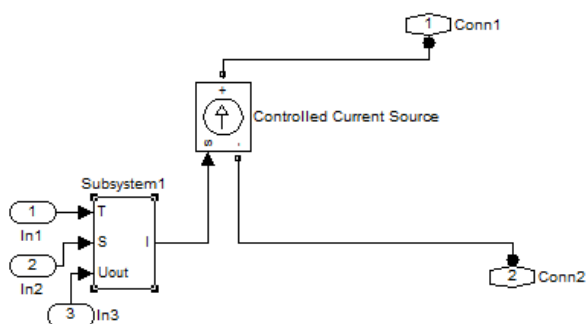 1
Conn1
+
Controlled Current Source
s
-
Subsystem1
1
T
In1
2
S
I
In2
Uout
3
In3
2
Conn2